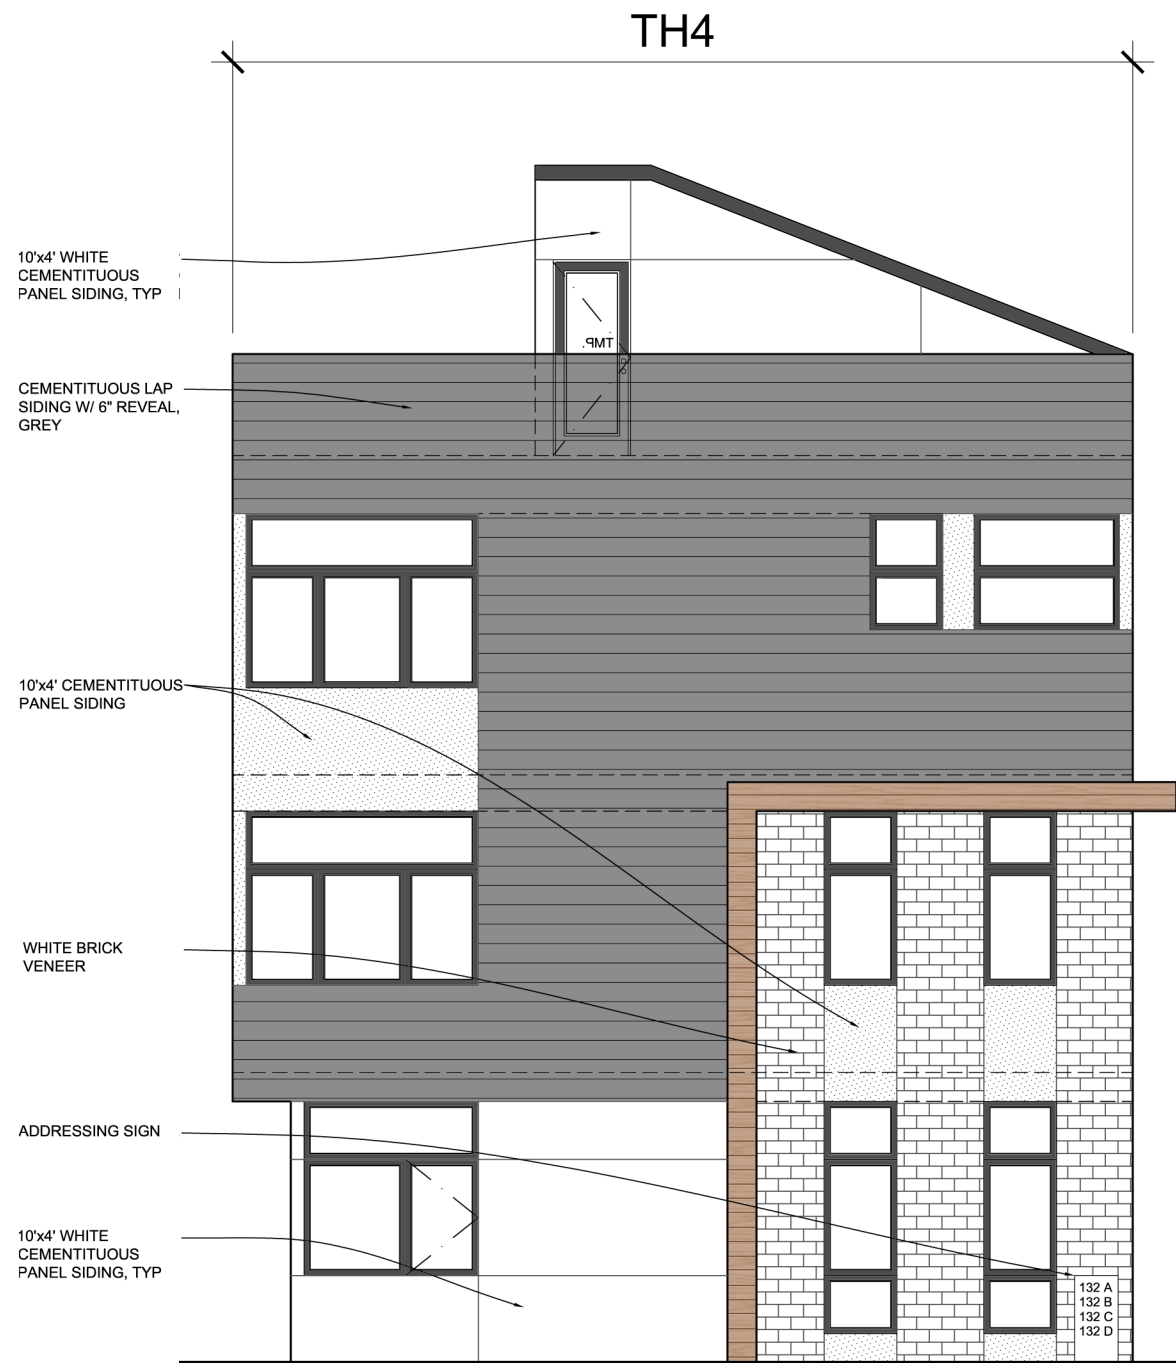 TH4
10'x4' WHITE
CEMENTITUOUS
PANEL SIDING, TYP
TMP.
CEMENTITUOUS LAP
SIDING W/ 6" REVEAL,
GREY
10'x4' CEMENTITUOUS
PANEL SIDING
WHITE BRICK
VENEER
ADDRESSING SIGN
10'x4' WHITE
CEMENTITUOUS
PANEL SIDING, TYP
132 A
132 B
132 C
132 D